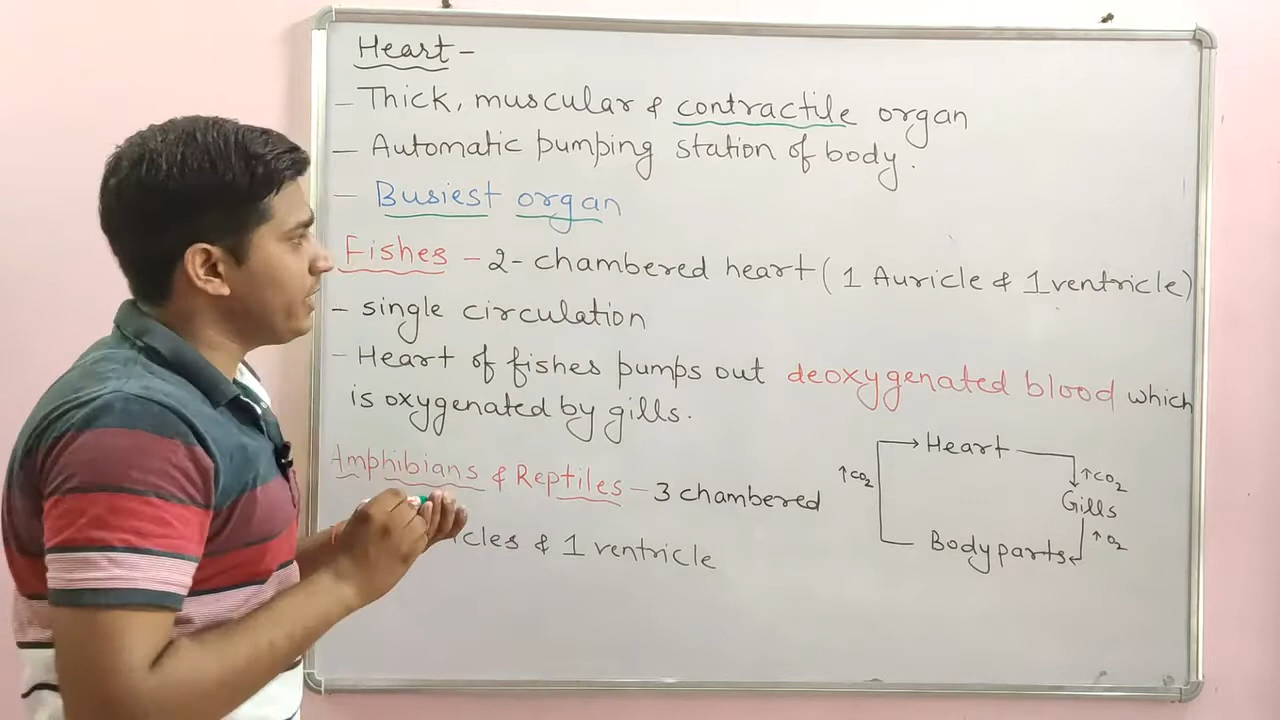 Heart -
- Thick, muscular & contractile organ
- Automatic pumping station of body.
- Busiest organ
Fishes - 2-chambered heart ( 1 Auricle & 1 ventricle)
- single circulation
- Heart of fishes pumps out deoxygenated blood which
is oxygenated by gills.
Amphibians & Reptiles - 3 chambered
icles & 1 ventricle
Heart
↑CO2
↑CO2
Gills
↑O2
Body parts